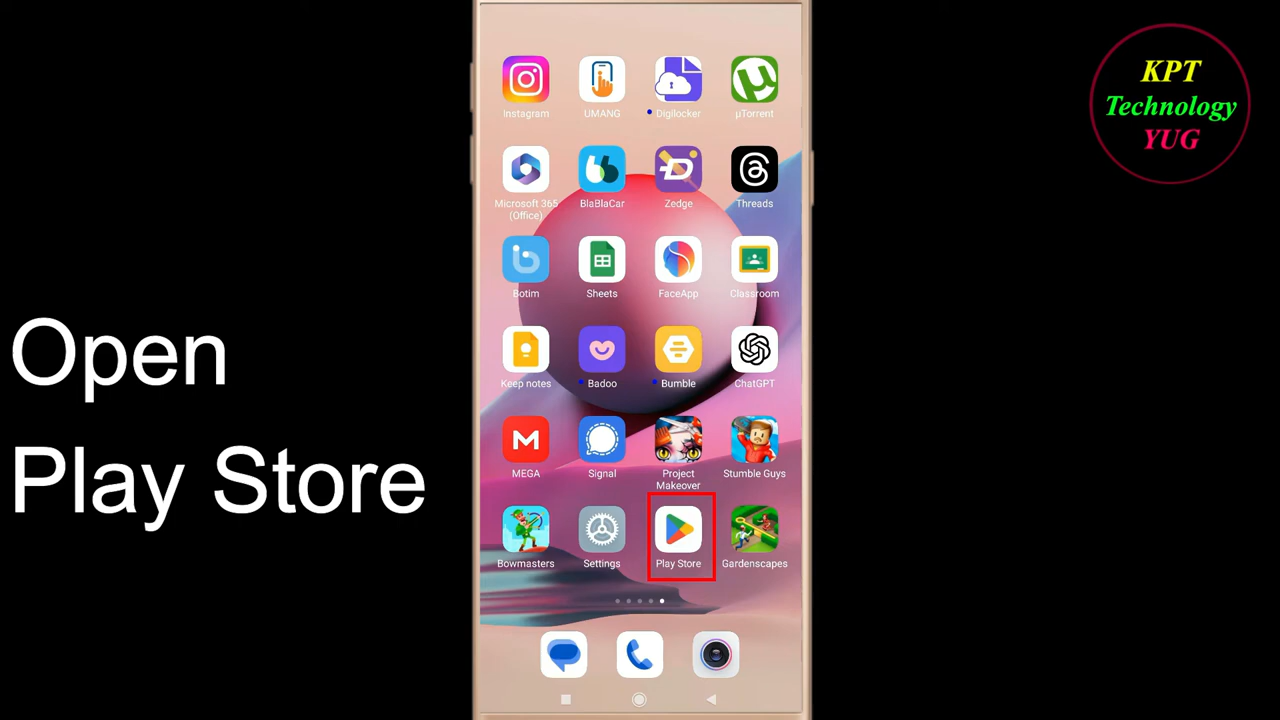 Open
Play Store
Instagram
UMANG
Digilocker
µTorrent
Microsoft 365
(Office)
BlaBlaCar
Zedge
Threads
Botim
Sheets
FaceApp
Classroom
Keep notes
Badoo
Bumble
ChatGPT
MEGA
Signal
Project
Makeover
Stumble Guys
Bowmasters
Settings
Play Store
Gardenscapes
KPT
Technology
YUG